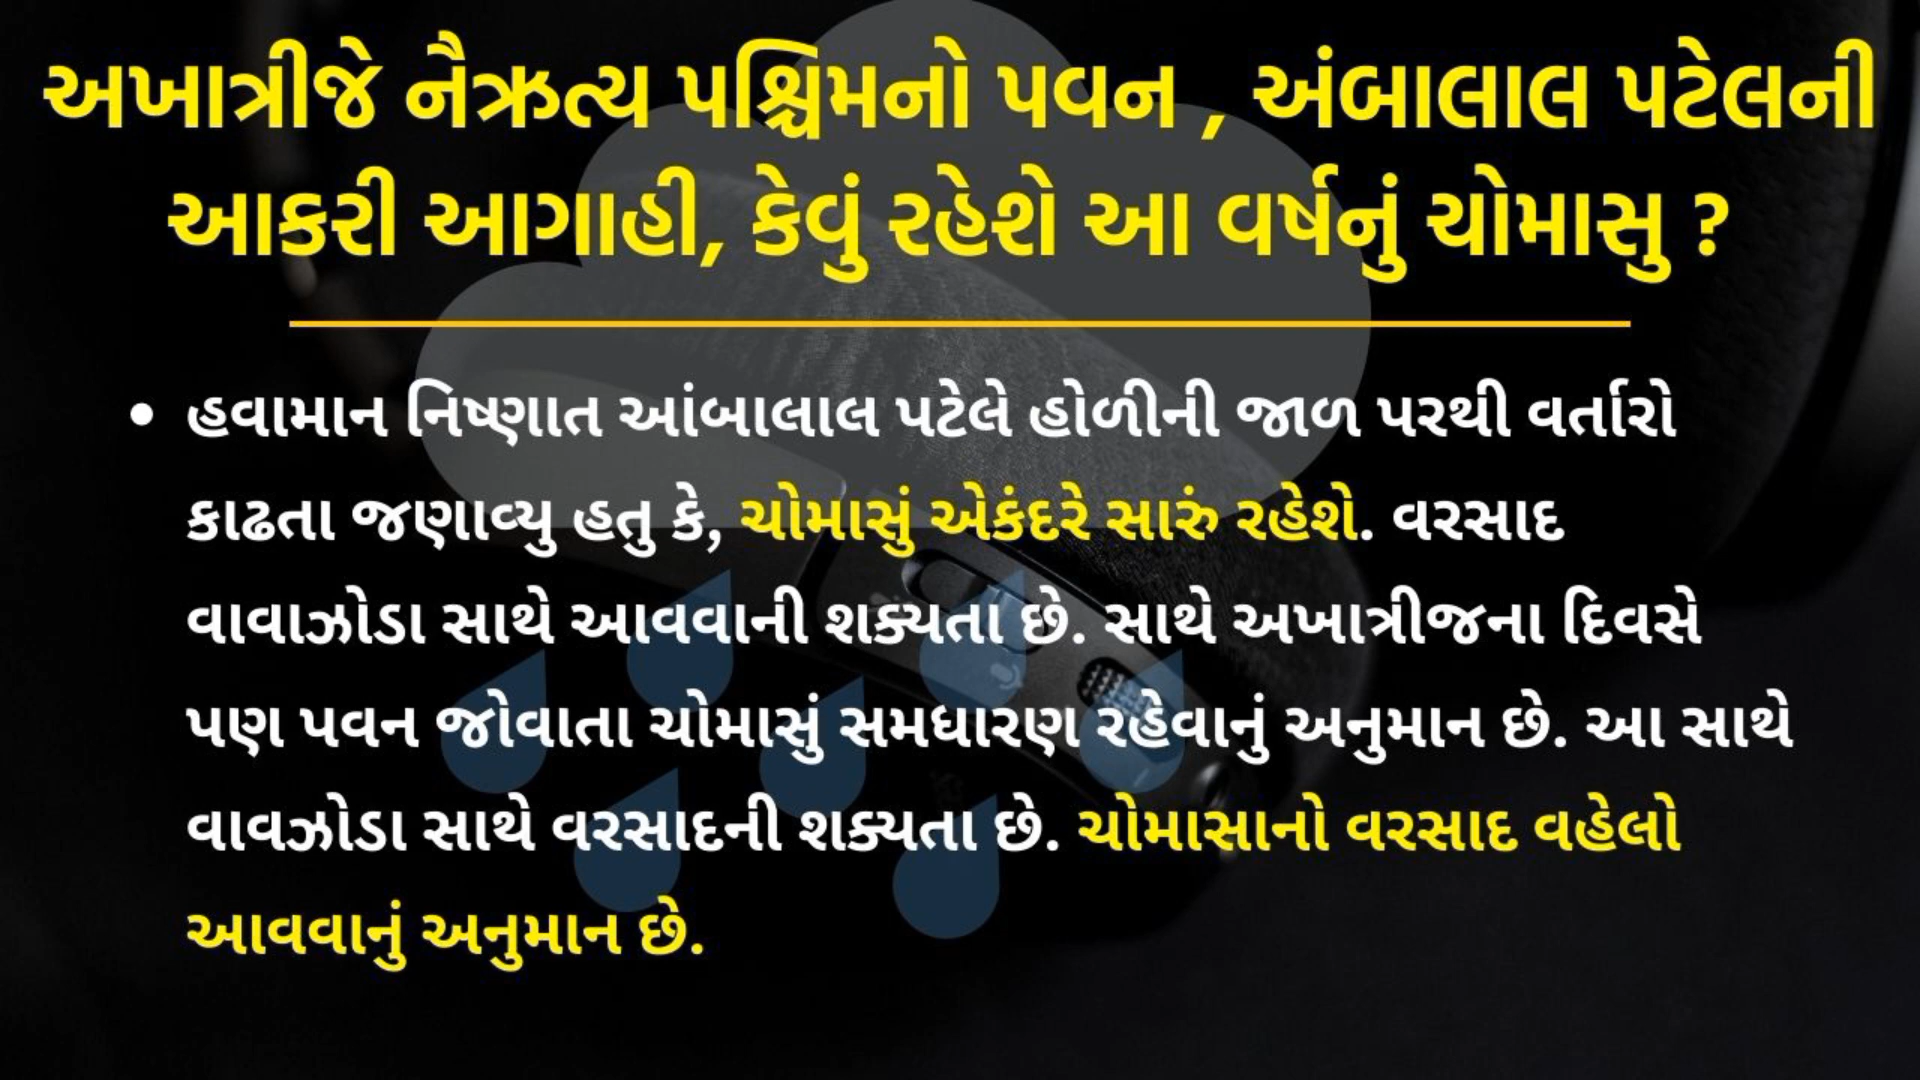 અખાત્રીજે નૈઋત્ય પશ્ચિમનો પવન , અંબાલાલ પટેલની
આકરી આગાહી, કેવું રહેશે આ વર્ષનું ચોમાસુ ?
• હવામાન નિષ્ણાત આંબાલાલ પટેલે હોળીની જાળ પરથી વર્તારો
કાઢતા જણાવ્યુ હતુ કે, ચોમાસું એકંદરે સારું રહેશે. વરસાદ
વાવાઝોડા સાથે આવવાની શક્યતા છે. સાથે અખાત્રીજના દિવસે
પણ પવન જોવાતા ચોમાસું સમધારણ રહેવાનું અનુમાન છે. આ સાથે
વાવઝોડા સાથે વરસાદની શક્યતા છે. ચોમાસાનો વરસાદ વહેલો
આવવાનું અનુમાન છે.